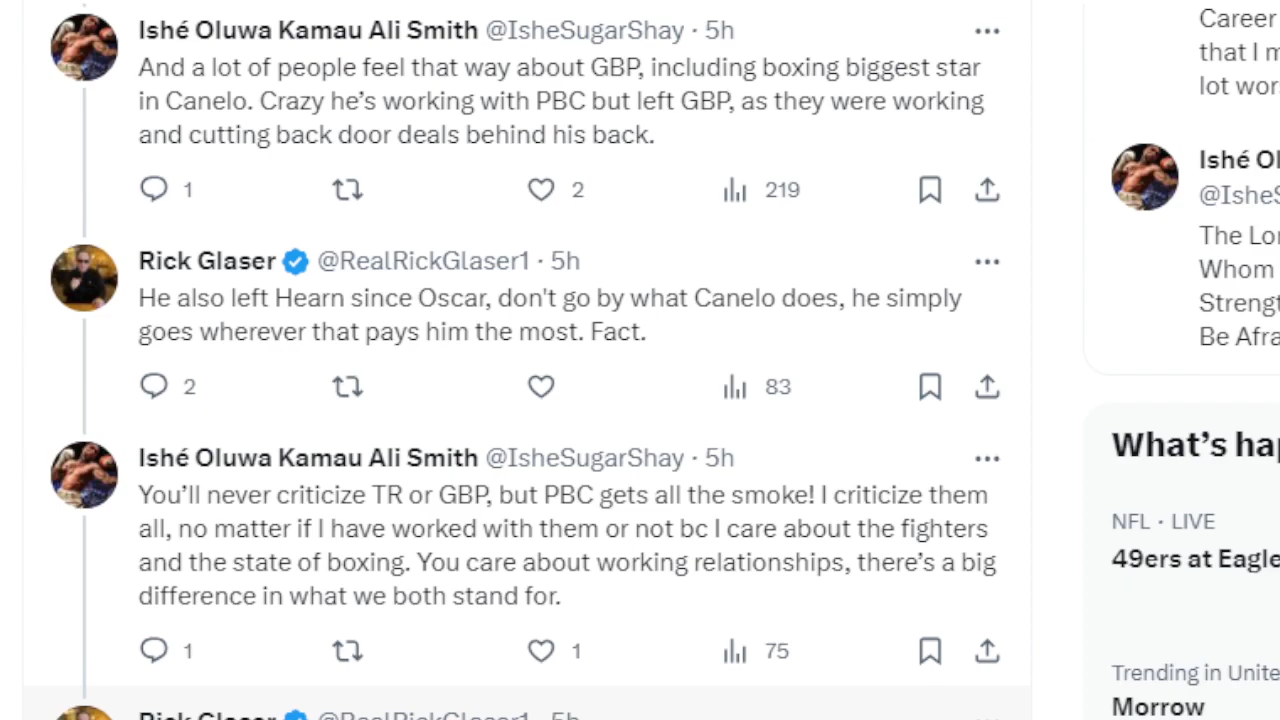 Ishé Oluwa Kamau Ali Smith @IsheSugarShay · 5h
And a lot of people feel that way about GBP, including boxing biggest star
in Canelo. Crazy he’s working with PBC but left GBP, as they were working
and cutting back door deals behind his back.
1 2 219
Rick Glaser @RealRickGlaser1 · 5h
He also left Hearn since Oscar, don't go by what Canelo does, he simply
goes wherever that pays him the most. Fact.
2 83
Ishé Oluwa Kamau Ali Smith @IsheSugarShay · 5h
You’ll never criticize TR or GBP, but PBC gets all the smoke! I criticize them
all, no matter if I have worked with them or not bc I care about the fighters
and the state of boxing. You care about working relationships, there’s a big
difference in what we both stand for.
1 1 75
Rick Glaser @RealRickGlaser1 · 5h
Career
that I m
lot wor
Ishé Ol
@IsheS
The Lor
Whom
Strengt
Be Afra
What’s hap
NFL · LIVE
49ers at Eagle
Trending in Unite
Morrow